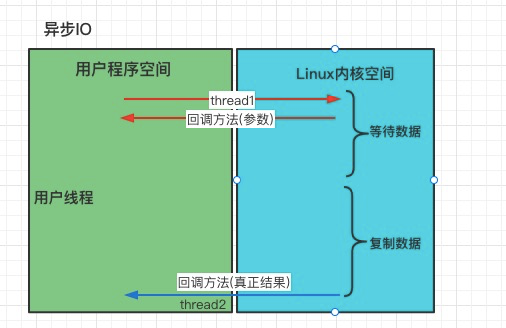 异步IO
用户程序空间
Linux内核空间
thread1
回调方法(参数)
等待数据
用户线程
复制数据
回调方法(真正结果)
thread2